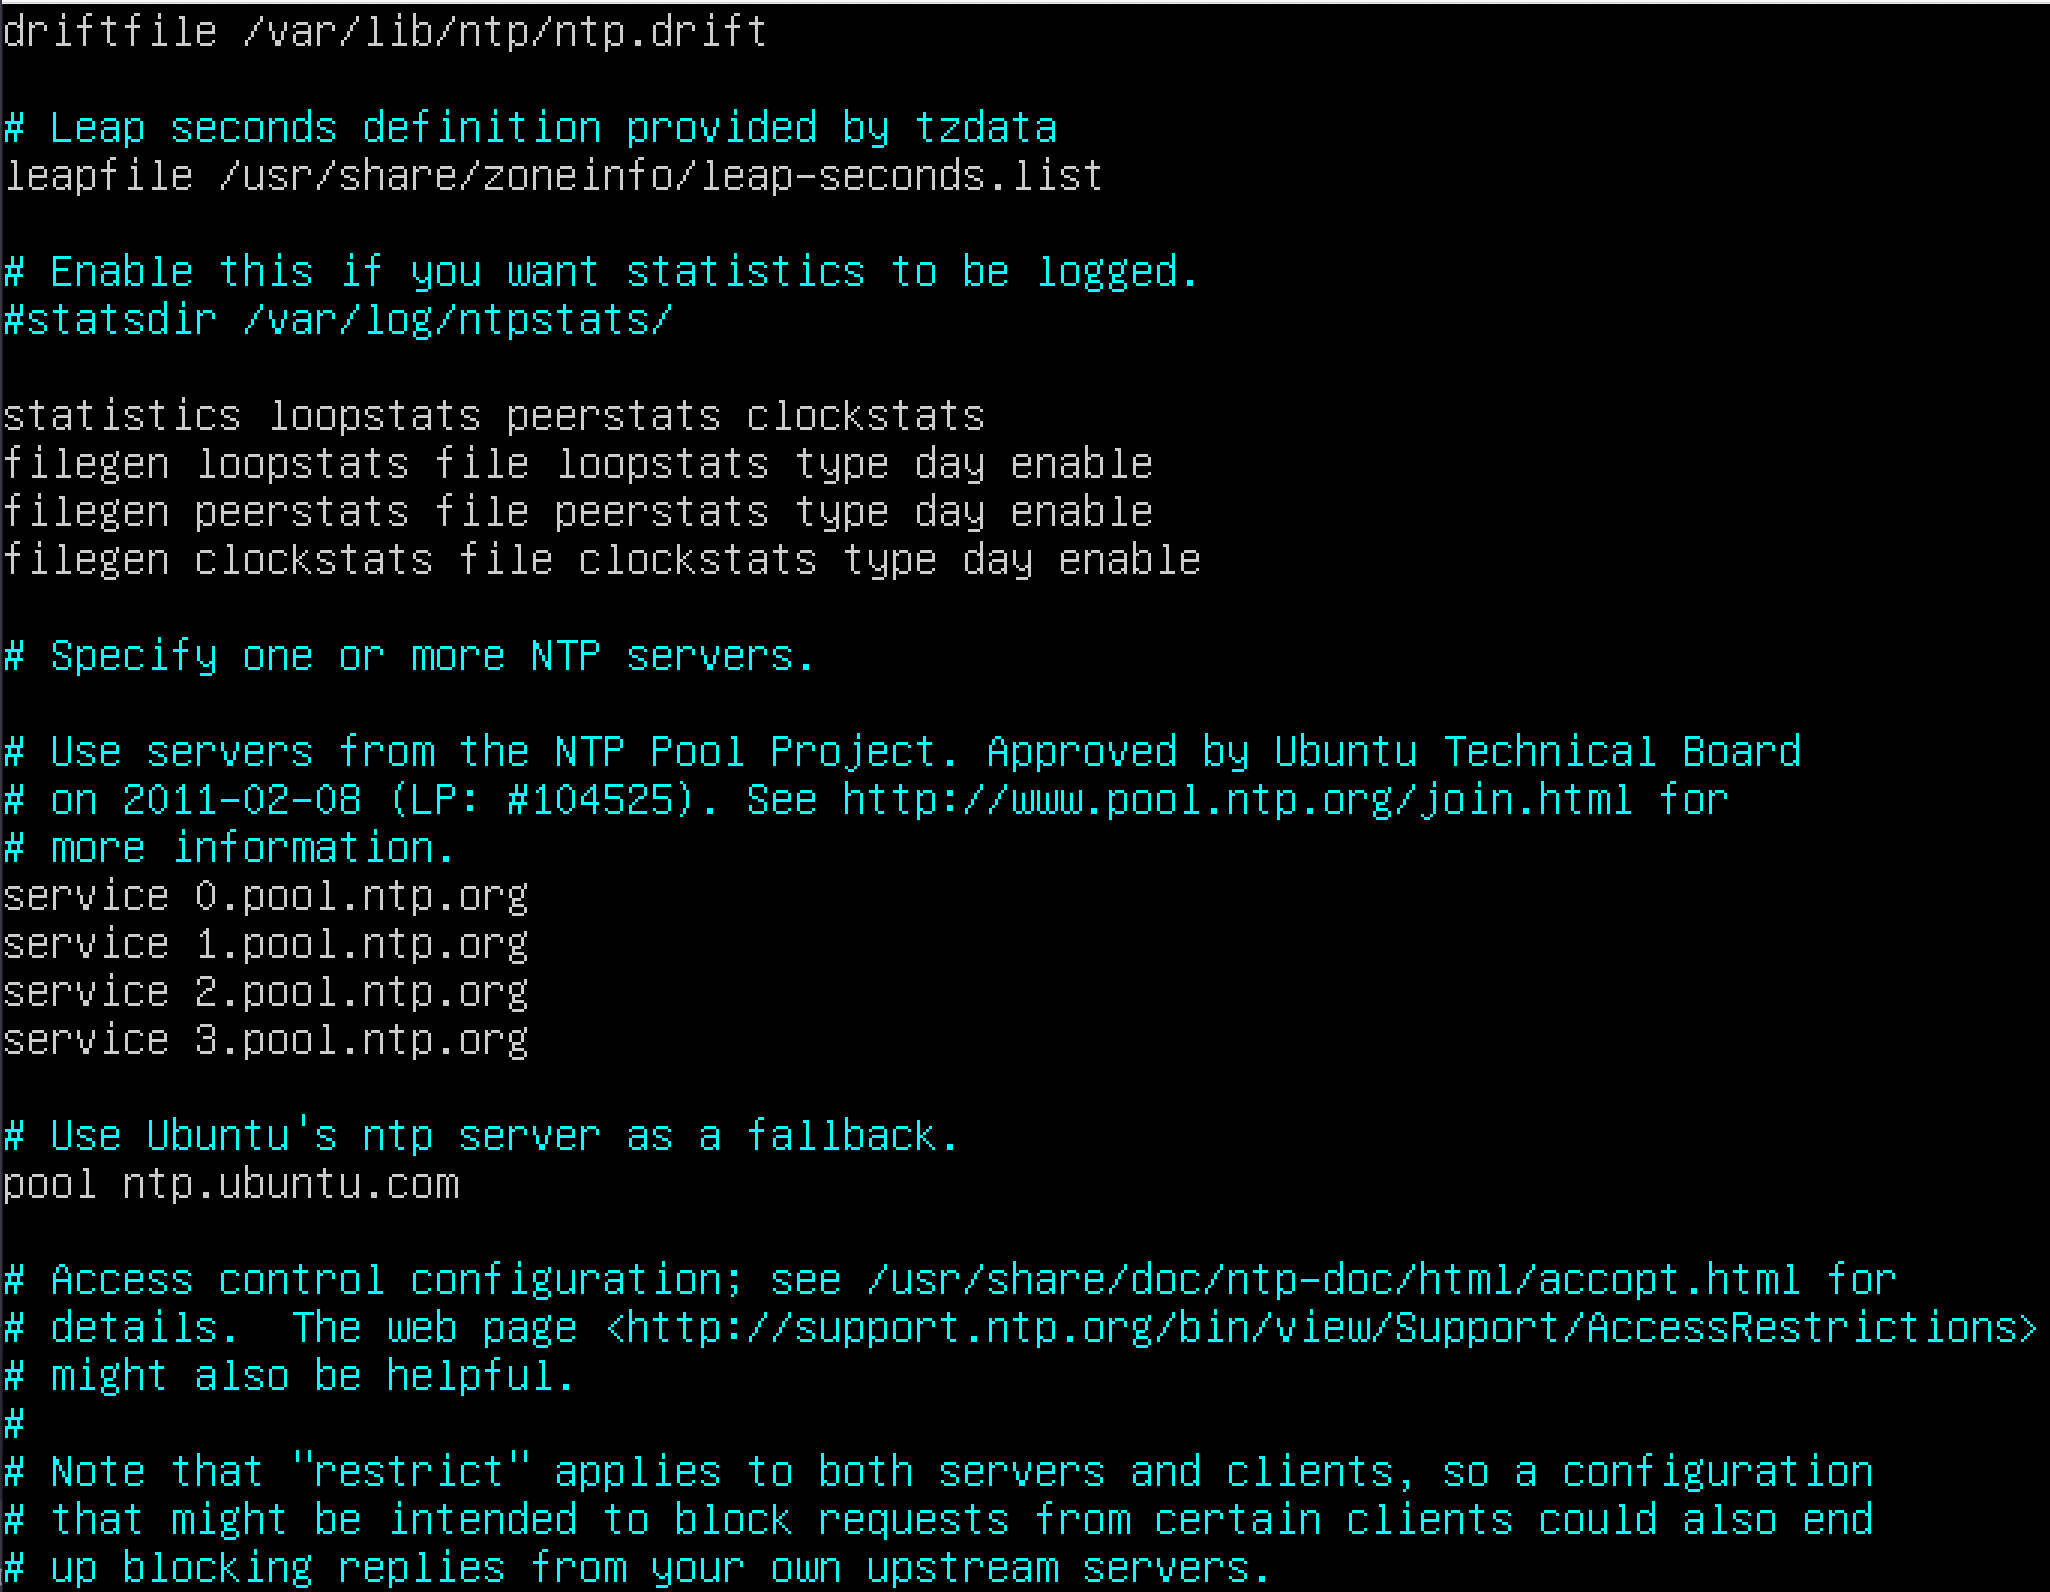 driftfile /var/lib/ntp/ntp.drift
# Leap seconds definition provided by tzdata
leapfile /usr/share/zoneinfo/leap-seconds.list
# Enable this if you want statistics to be logged.
#statsdir /var/log/ntpstats/
statistics loopstats peerstats clockstats
filegen loopstats file loopstats type day enable
filegen peerstats file peerstats type day enable
filegen clockstats file clockstats type day enable
# Specify one or more NTP servers.
# Use servers from the NTP Pool Project. Approved by Ubuntu Technical Board
# on 2011-02-08 (LP: #104525). See http://www.pool.ntp.org/join.html for
# more information.
service 0.pool.ntp.org
service 1.pool.ntp.org
service 2.pool.ntp.org
service 3.pool.ntp.org
# Use Ubuntu's ntp server as a fallback.
pool ntp.ubuntu.com
# Access control configuration; see /usr/share/doc/ntp-doc/html/accopt.html for
# details.  The web page <http://support.ntp.org/bin/view/Support/AccessRestrictions>
# might also be helpful.
#
# Note that "restrict" applies to both servers and clients, so a configuration
# that might be intended to block requests from certain clients could also end
# up blocking replies from your own upstream servers.